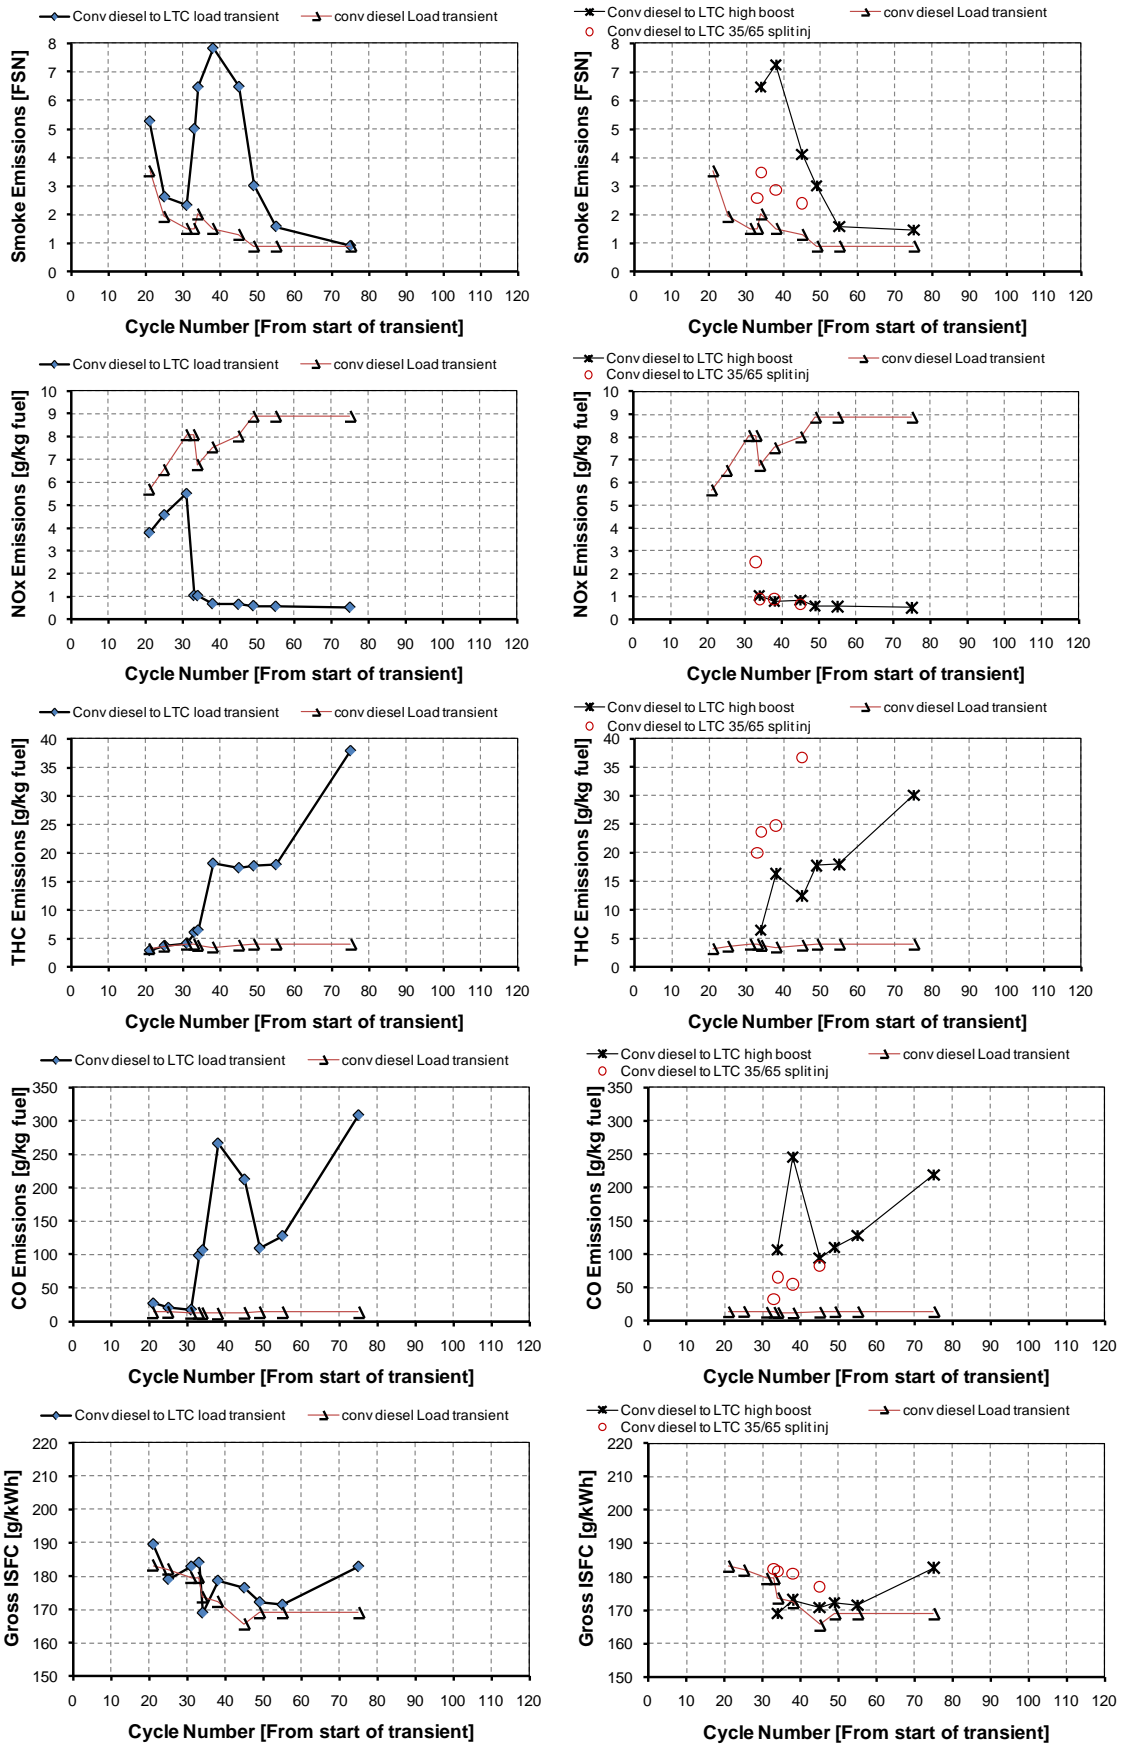 Conv diesel to LTC load transient
conv diesel Load transient
Smoke Emissions [FSN]
8
7
6
5
4
3
2
1
0
0 10 20 30 40 50 60 70 80 90 100 110 120
Cycle Number [From start of transient]
Conv diesel to LTC high boost
conv diesel Load transient
Conv diesel to LTC 35/65 split inj
Smoke Emissions [FSN]
8
7
6
5
4
3
2
1
0
0 10 20 30 40 50 60 70 80 90 100 110 120
Cycle Number [From start of transient]
Conv diesel to LTC load transient
conv diesel Load transient
NOx Emissions [g/kg fuel]
10
9
8
7
6
5
4
3
2
1
0
0 10 20 30 40 50 60 70 80 90 100 110 120
Cycle Number [From start of transient]
Conv diesel to LTC high boost
conv diesel Load transient
Conv diesel to LTC 35/65 split inj
NOx Emissions [g/kg fuel]
10
9
8
7
6
5
4
3
2
1
0
0 10 20 30 40 50 60 70 80 90 100 110 120
Cycle Number [From start of transient]
Conv diesel to LTC load transient
conv diesel Load transient
THC Emissions [g/kg fuel]
40
35
30
25
20
15
10
5
0
0 10 20 30 40 50 60 70 80 90 100 110 120
Cycle Number [From start of transient]
Conv diesel to LTC high boost
conv diesel Load transient
Conv diesel to LTC 35/65 split inj
THC Emissions [g/kg fuel]
40
35
30
25
20
15
10
5
0
0 10 20 30 40 50 60 70 80 90 100 110 120
Cycle Number [From start of transient]
Conv diesel to LTC load transient
conv diesel Load transient
CO Emissions [g/kg fuel]
350
300
250
200
150
100
50
0
0 10 20 30 40 50 60 70 80 90 100 110 120
Cycle Number [From start of transient]
Conv diesel to LTC high boost
conv diesel Load transient
Conv diesel to LTC 35/65 split inj
CO Emissions [g/kg fuel]
350
300
250
200
150
100
50
0
0 10 20 30 40 50 60 70 80 90 100 110 120
Cycle Number [From start of transient]
Conv diesel to LTC load transient
conv diesel Load transient
Gross ISFC [g/kWh]
220
210
200
190
180
170
160
150
0 10 20 30 40 50 60 70 80 90 100 110 120
Cycle Number [From start of transient]
Conv diesel to LTC high boost
conv diesel Load transient
Conv diesel to LTC 35/65 split inj
Gross ISFC [g/kWh]
220
210
200
190
180
170
160
150
0 10 20 30 40 50 60 70 80 90 100 110 120
Cycle Number [From start of transient]